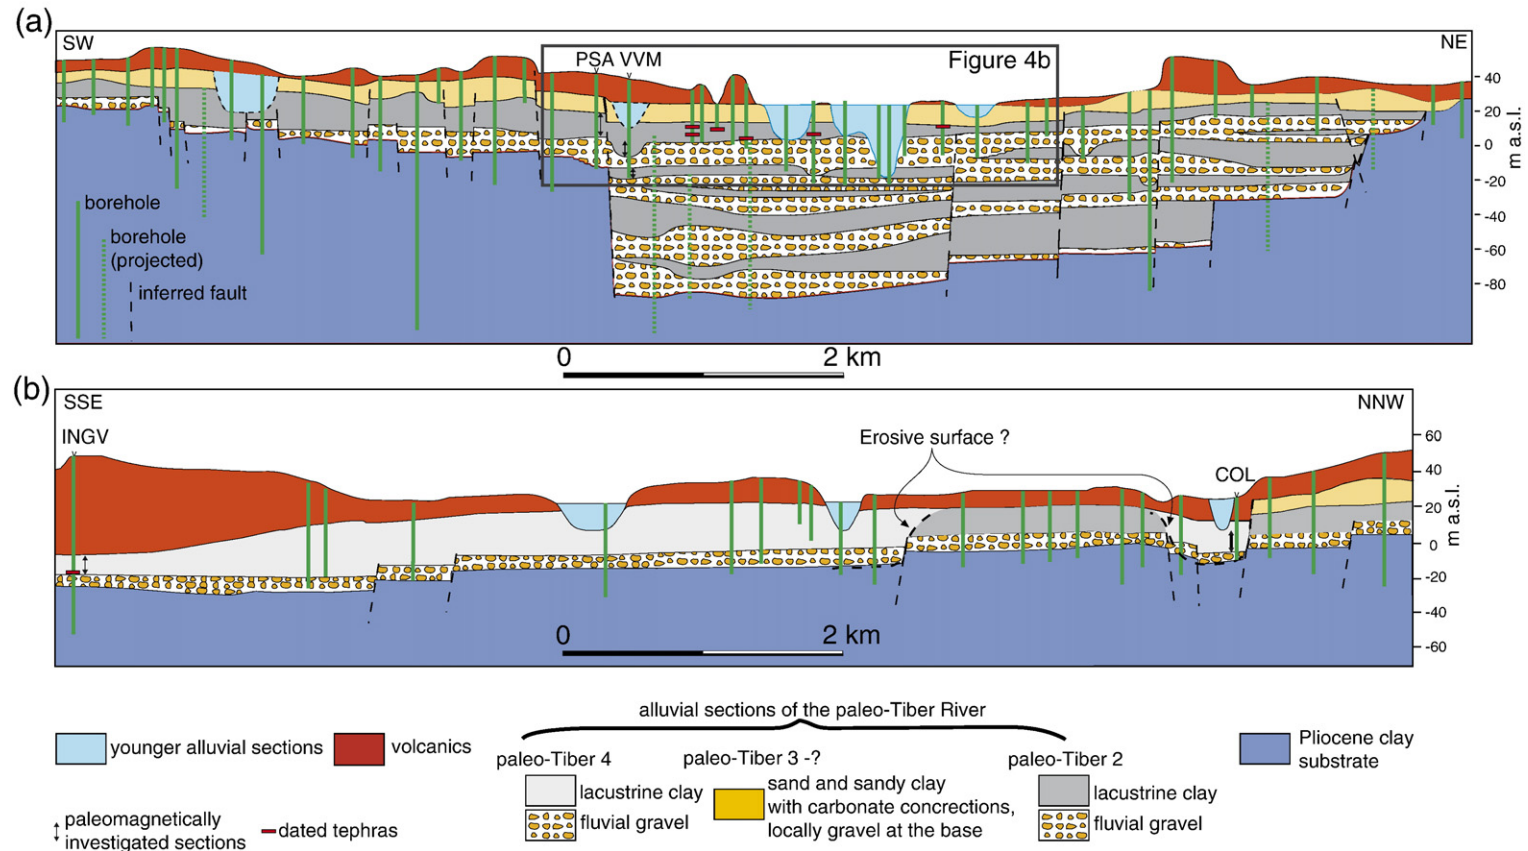 (a)
SW
PSA VVM
Figure 4b
NE
40
20
0
-20
-40
-60
-80
m a.s.l.
borehole
borehole
(projected)
inferred fault
0
2 km
(b)
SSE
NNW
INGV
Erosive surface ?
COL
60
40
20
0
-20
-40
-60
m a.s.l.
0
2 km
alluvial sections of the paleo-Tiber River
younger alluvial sections
volcanics
paleo-Tiber 4
lacustrine clay
fluvial gravel
paleo-Tiber 3 -?
sand and sandy clay
with carbonate concrections,
locally gravel at the base
paleo-Tiber 2
lacustrine clay
fluvial gravel
Pliocene clay
substrate
paleomagnetically
investigated sections
dated tephras